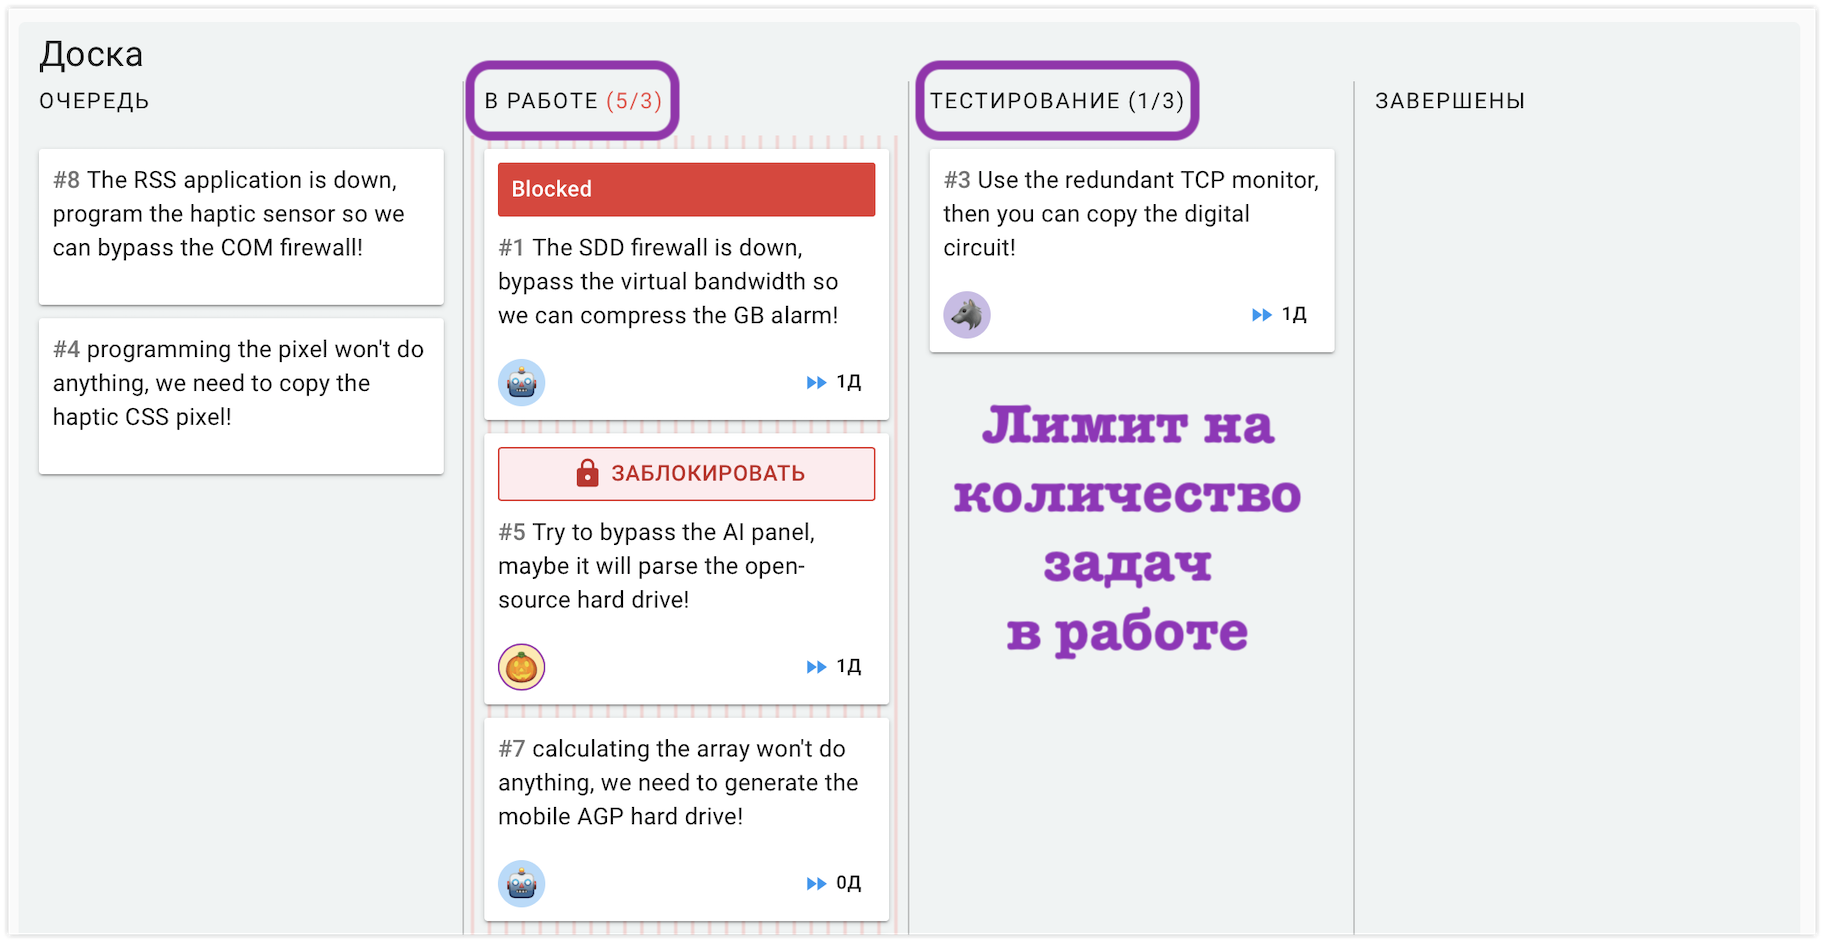 Доска
ОЧЕРЕДЬ
#8 The RSS application is down,
program the haptic sensor so we
can bypass the COM firewall!
#4 programming the pixel won't do
anything, we need to copy the
haptic CSS pixel!
В РАБОТЕ (5/3)
Blocked
#1 The SDD firewall is down,
bypass the virtual bandwidth so
we can compress the GB alarm!
1Д
ЗАБЛОКИРОВАТЬ
#5 Try to bypass the AI panel,
maybe it will parse the open-
source hard drive!
1Д
#7 calculating the array won't do
anything, we need to generate the
mobile AGP hard drive!
0Д
ТЕСТИРОВАНИЕ (1/3)
#3 Use the redundant TCP monitor,
then you can copy the digital
circuit!
1Д
Лимит на
количество
задач
в работе
ЗАВЕРШЕНЫ